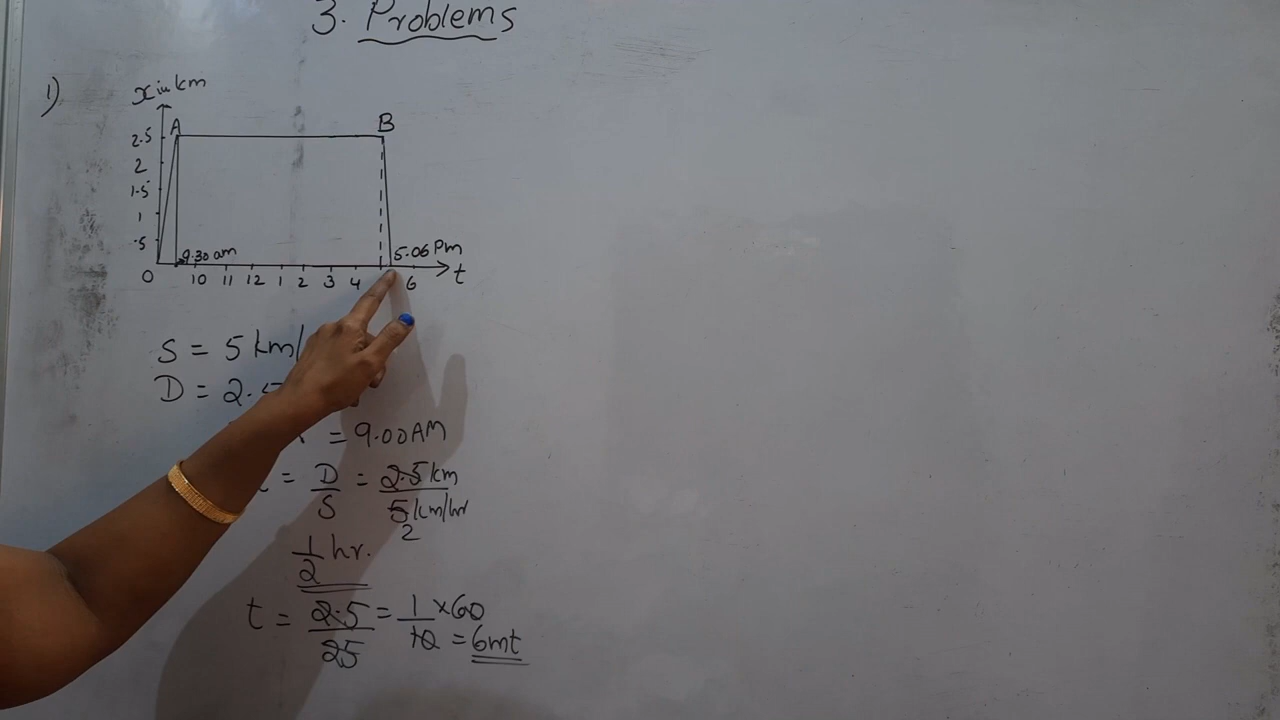 3. Problems
1)
x in km
A B
2.5
2
1.5
1
.5
9.30 am 5.06 Pm
0 10 11 12 1 2 3 4 6 t
S = 5 km/
D = 2.5
= 9.00 AM
= D/S = 2.5 km / 5 km/hr
2
1/2 hr.
t = 2.5/25 = 1/10 × 60
= 6mt